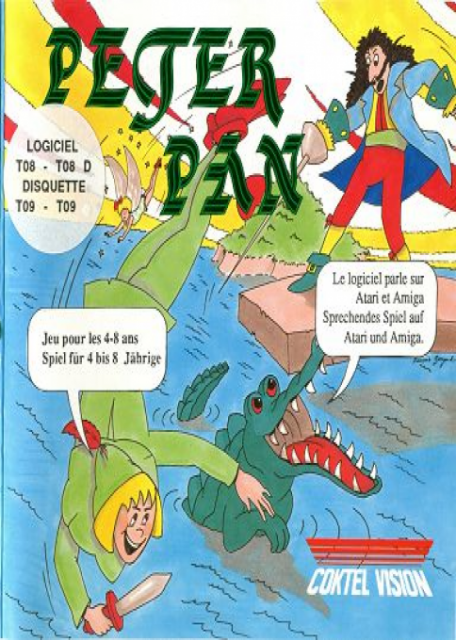 PETER
PAN
LOGICIEL
T08 - T08 D
DISQUETTE
T09 - T09
Le logiciel parle sur
Atari et Amiga
Sprechendes Spiel auf
Atari und Amiga.
Jeu pour les 4-8 ans
Spiel für 4 bis 8 Jährige
COKTEL VISION